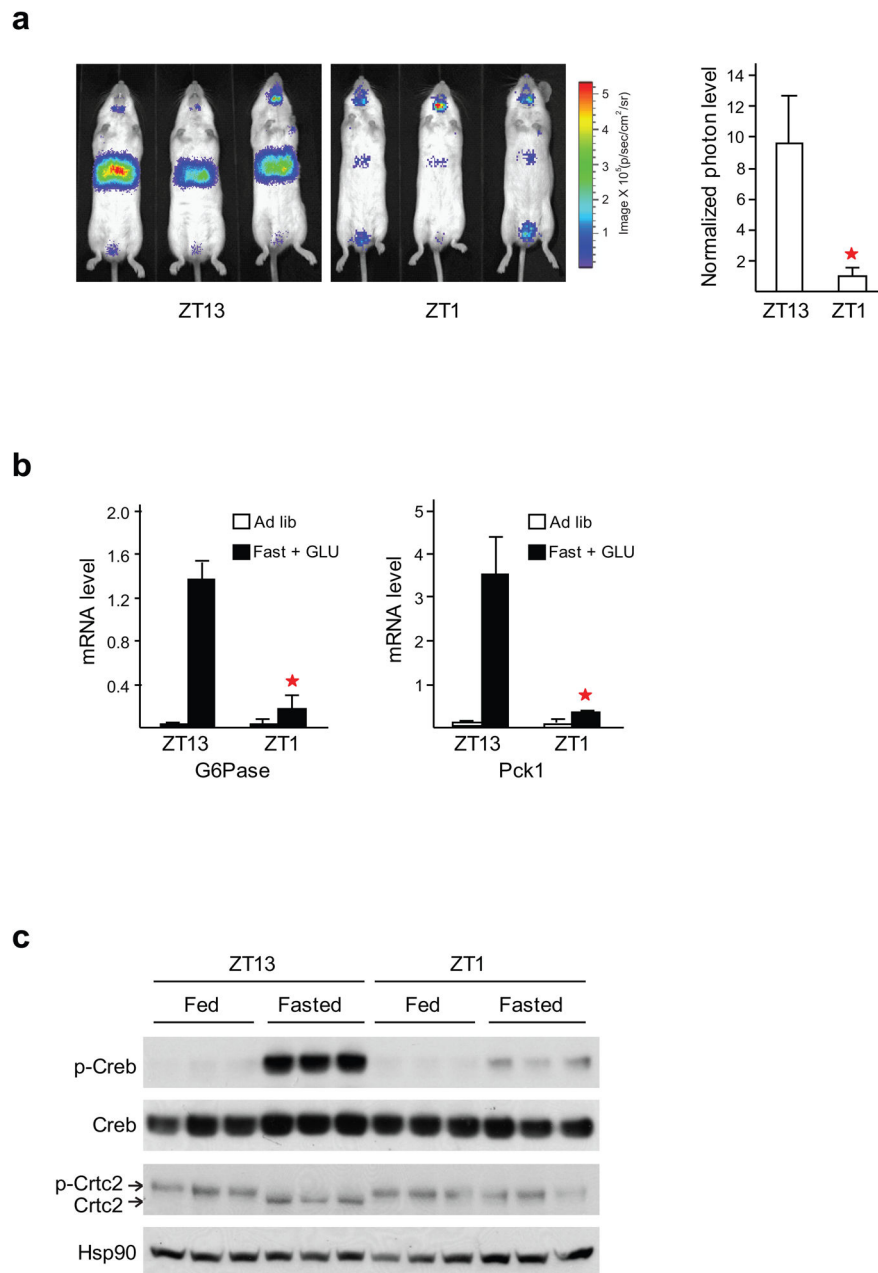 a
5
4
3
2
1
Image X 10⁵(p/sec/cm²/sr)
ZT13
ZT1
Normalized photon level
14
12
10
8
6
4
2
ZT13
ZT1
b
mRNA level
2.0
1.6
1.2
0.8
0.4
Ad lib
Fast + GLU
ZT13
ZT1
G6Pase
mRNA level
5
4
3
2
1
Ad lib
Fast + GLU
ZT13
ZT1
Pck1
c
ZT13
ZT1
Fed
Fasted
Fed
Fasted
p-Creb
Creb
p-Crtc2
Crtc2
Hsp90